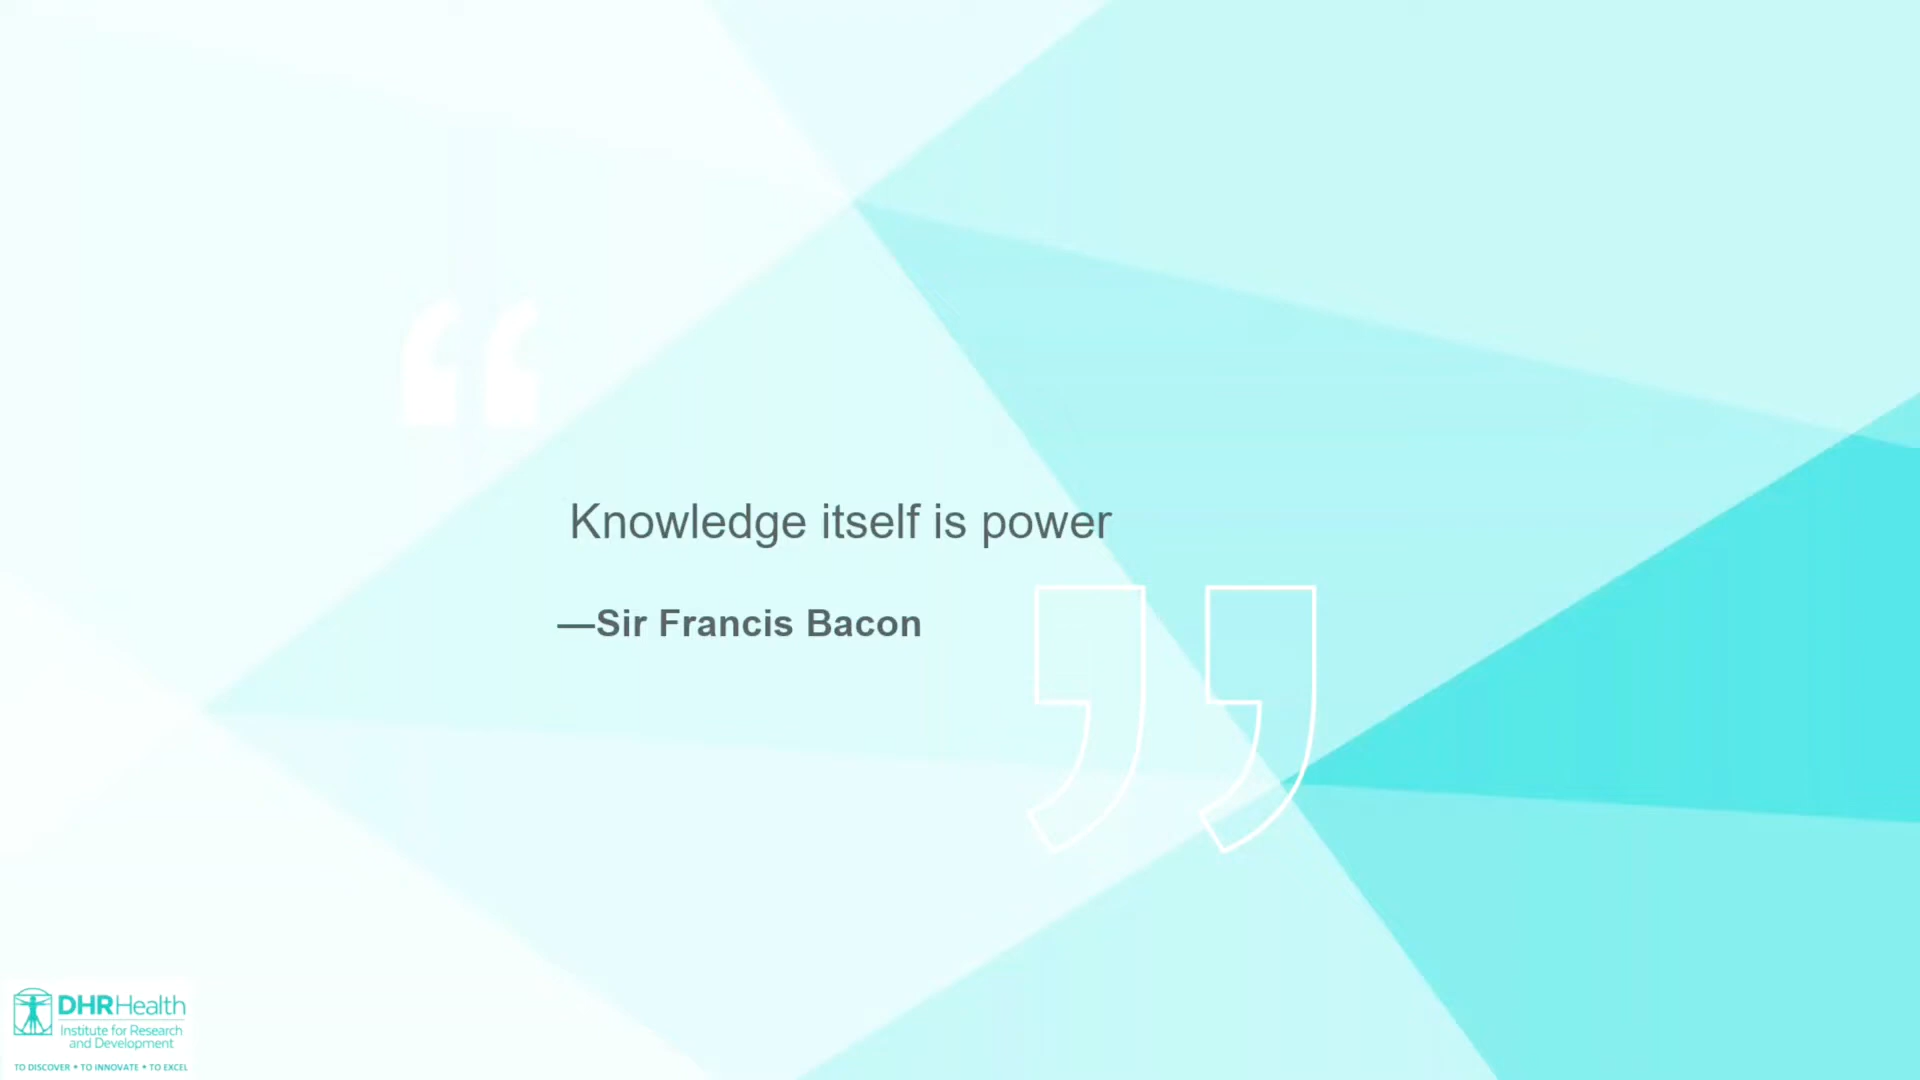 “
Knowledge itself is power
—Sir Francis Bacon
”
DHRHealth
Institute for Research
and Development
TO DISCOVER • TO INNOVATE • TO EXCEL